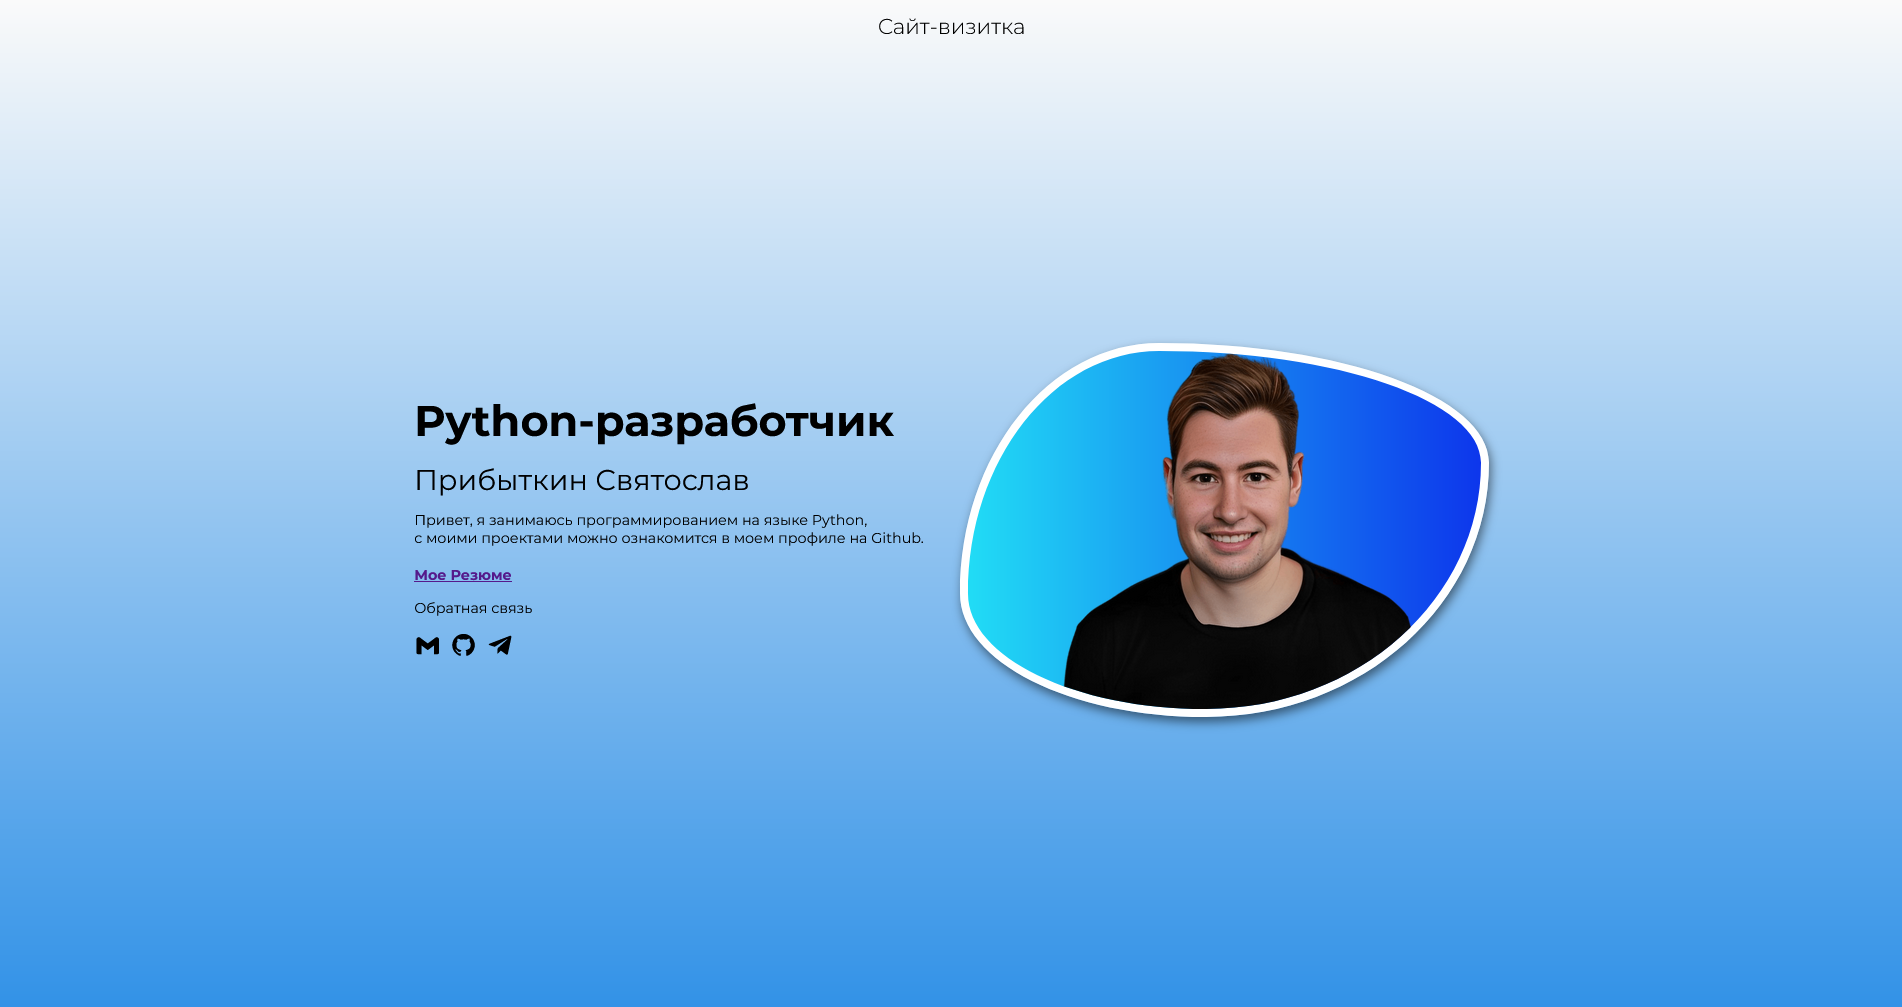 Сайт-визитка
Python-разработчик
Прибыткин Святослав
Привет, я занимаюсь программированием на языке Python,
с моими проектами можно ознакомится в моем профиле на Github.
Мое Резюме
Обратная связь